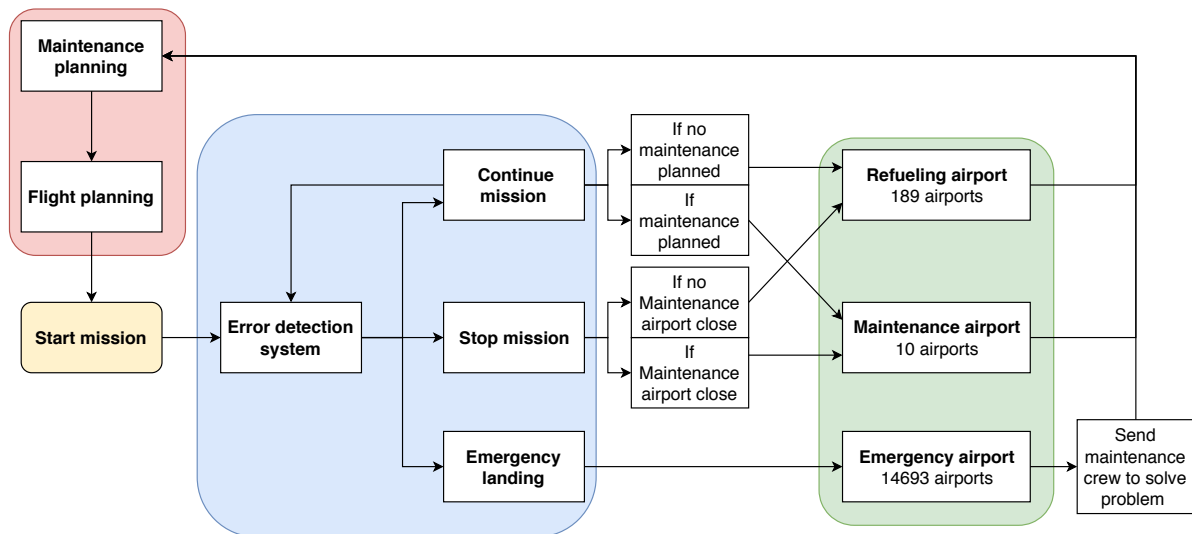 Maintenance
planning
Flight planning
Start mission
Error detection
system
Continue
mission
Stop mission
Emergency
landing
If no
maintenance
planned
If
maintenance
planned
If no
Maintenance
airport close
If
Maintenance
airport close
Refueling airport
189 airports
Maintenance airport
10 airports
Emergency airport
14693 airports
Send
maintenance
crew to solve
problem